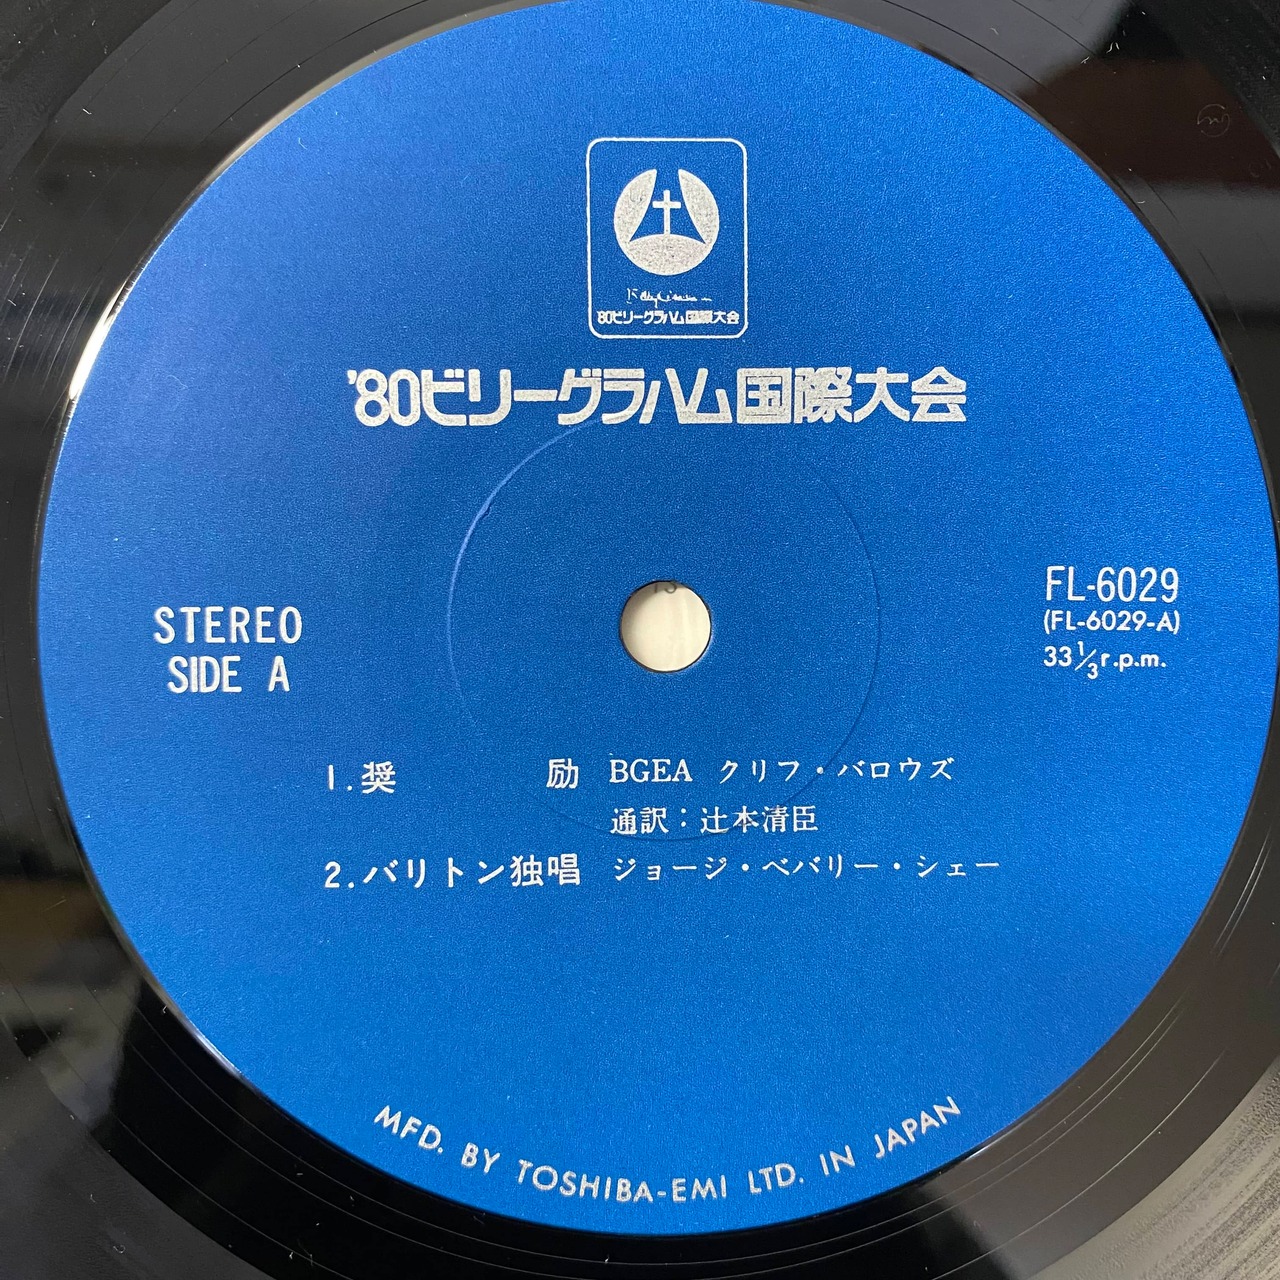 '80ビリーグラハム国際大会
'80ビリーグラハム国際大会
STEREO
SIDE A
FL-6029
(FL-6029-A)
33⅓r.p.m.
1.奨 励 BGEA クリフ・バロウズ
通訳:辻本清臣
2.バリトン独唱 ジョージ・ベバリー・シェー
MFD. BY TOSHIBA-EMI LTD. IN JAPAN